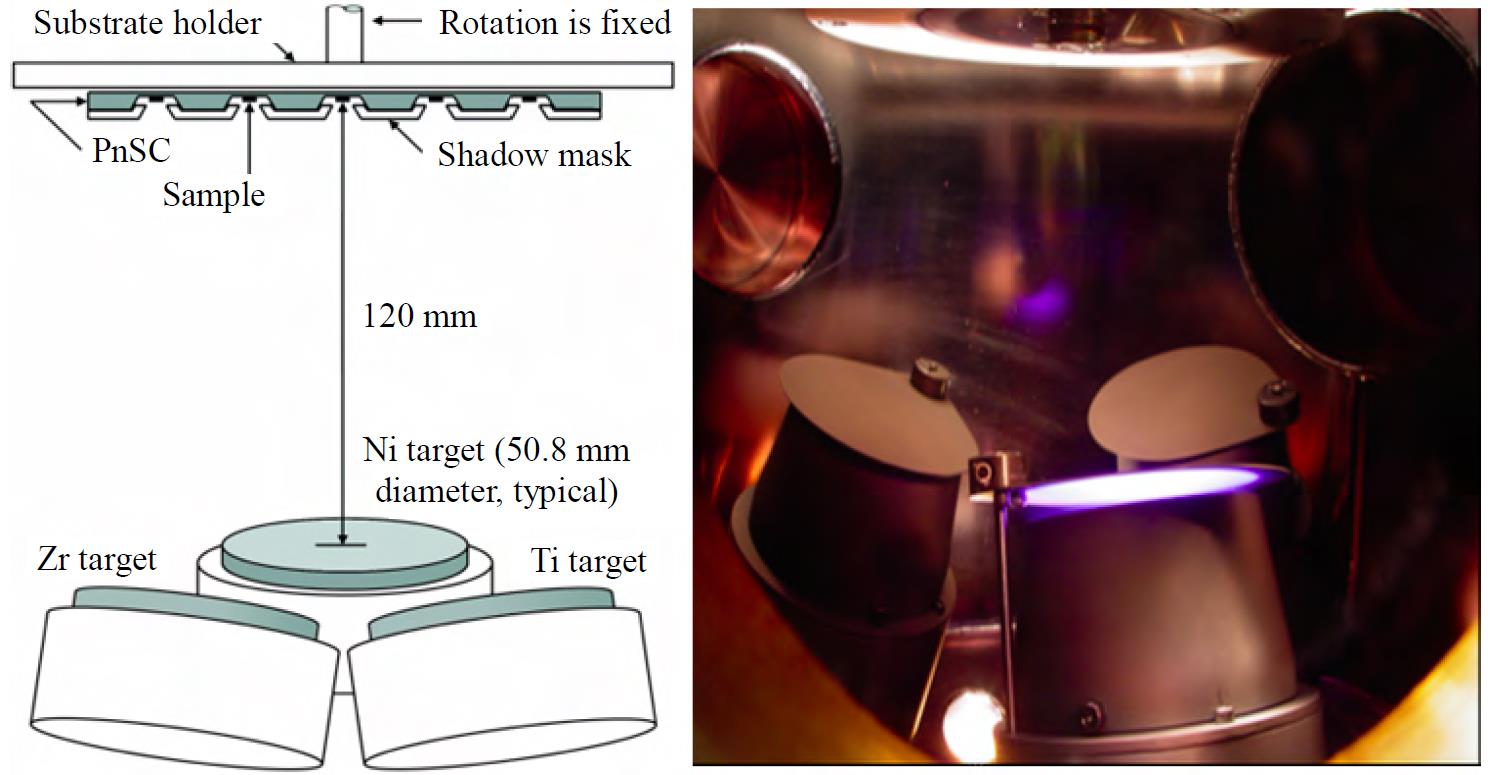 Substrate holder
Rotation is fixed
PnSC
Shadow mask
Sample
120 mm
Ni target (50.8 mm
diameter, typical)
Zr target
Ti target